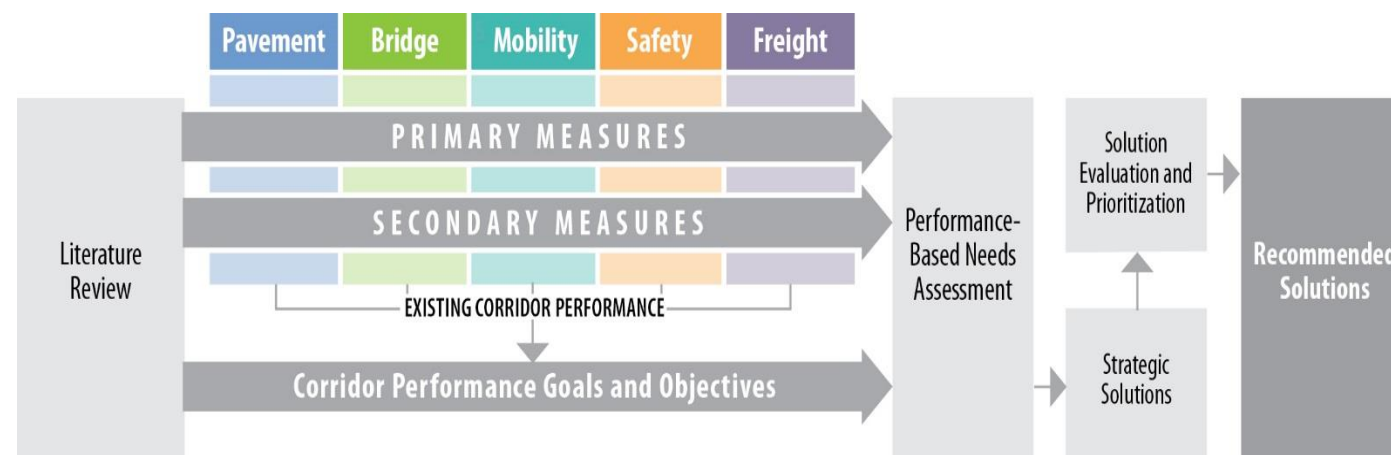 Pavement
Bridge
Mobility
Safety
Freight
Literature
Review
PRIMARY MEASURES
SECONDARY MEASURES
EXISTING CORRIDOR PERFORMANCE
Corridor Performance Goals and Objectives
Performance-
Based Needs
Assessment
Strategic
Solutions
Solution
Evaluation and
Prioritization
Recommended
Solutions